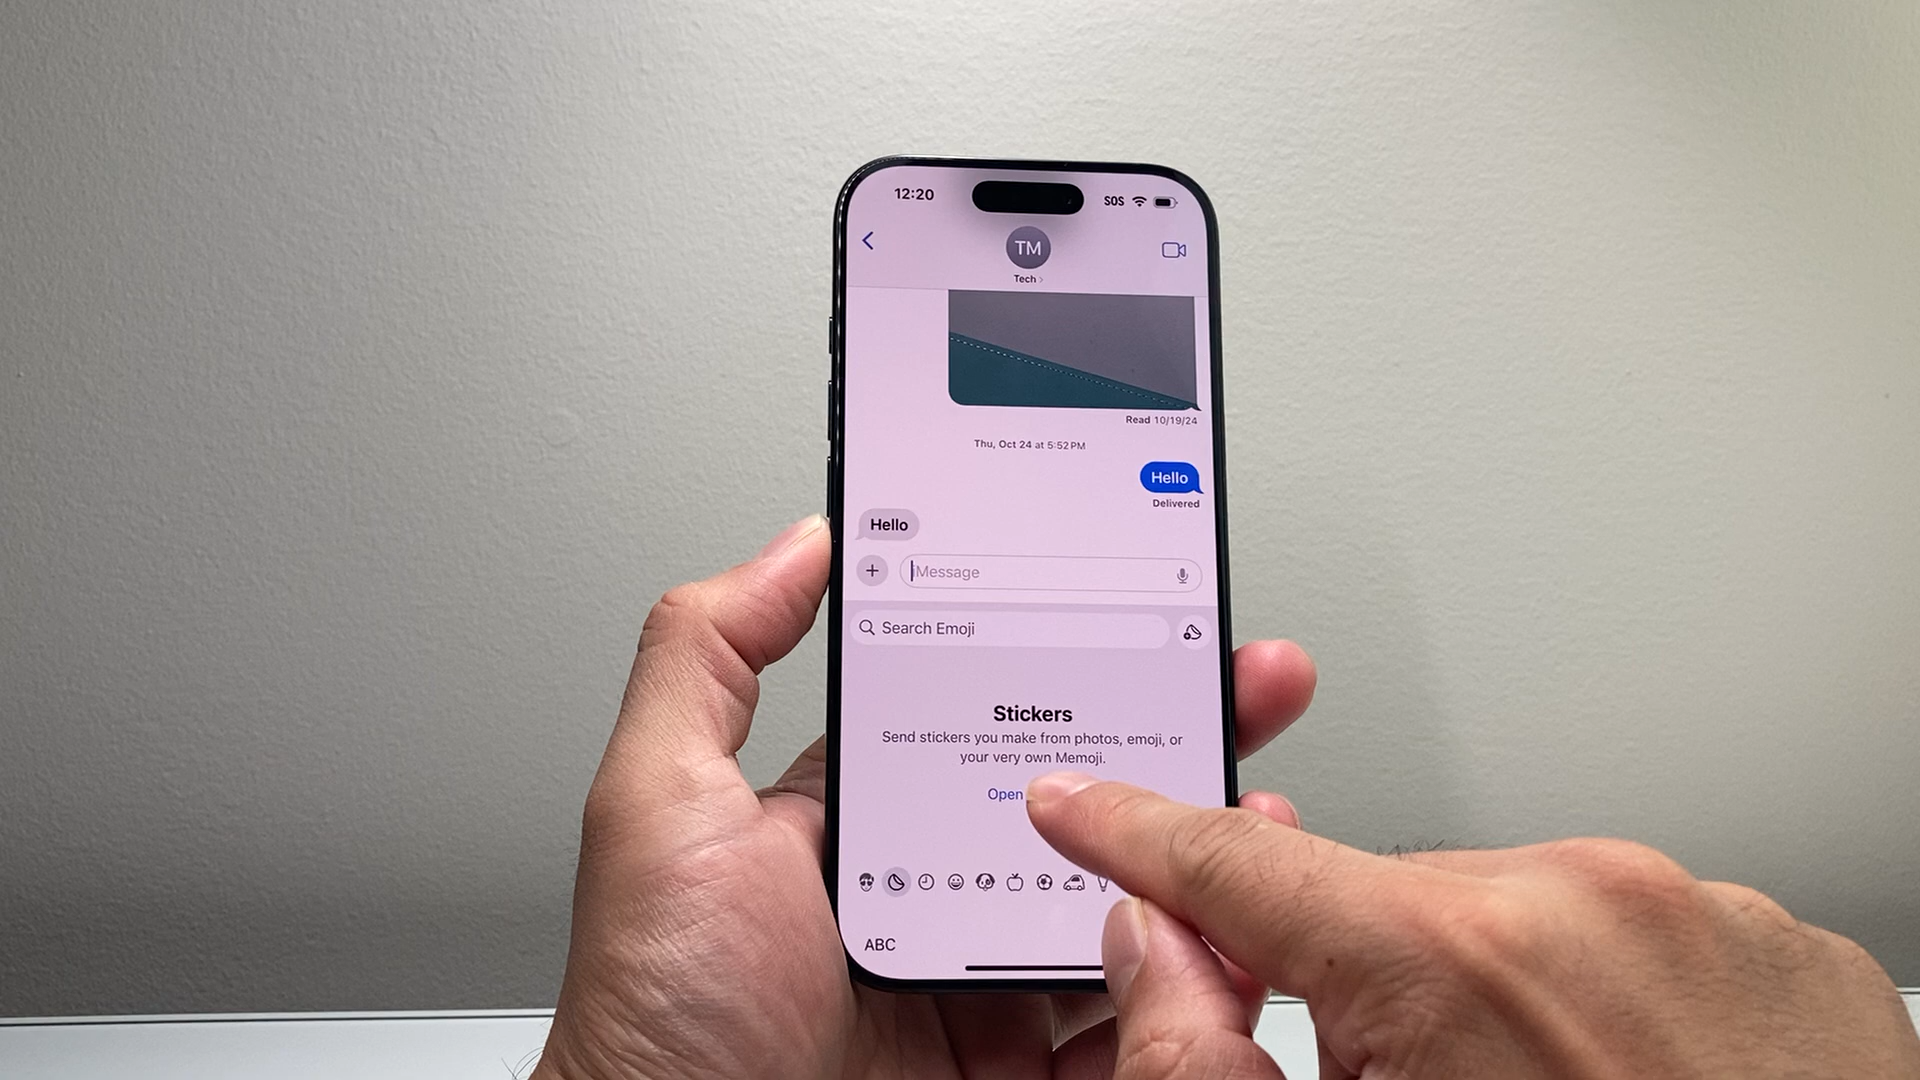 12:20
SOS
TM
Tech
Read 10/19/24
Thu, Oct 24 at 5:52 PM
Hello
Delivered
Hello
iMessage
Search Emoji
Stickers
Send stickers you make from photos, emoji, or
your very own Memoji.
Open
ABC